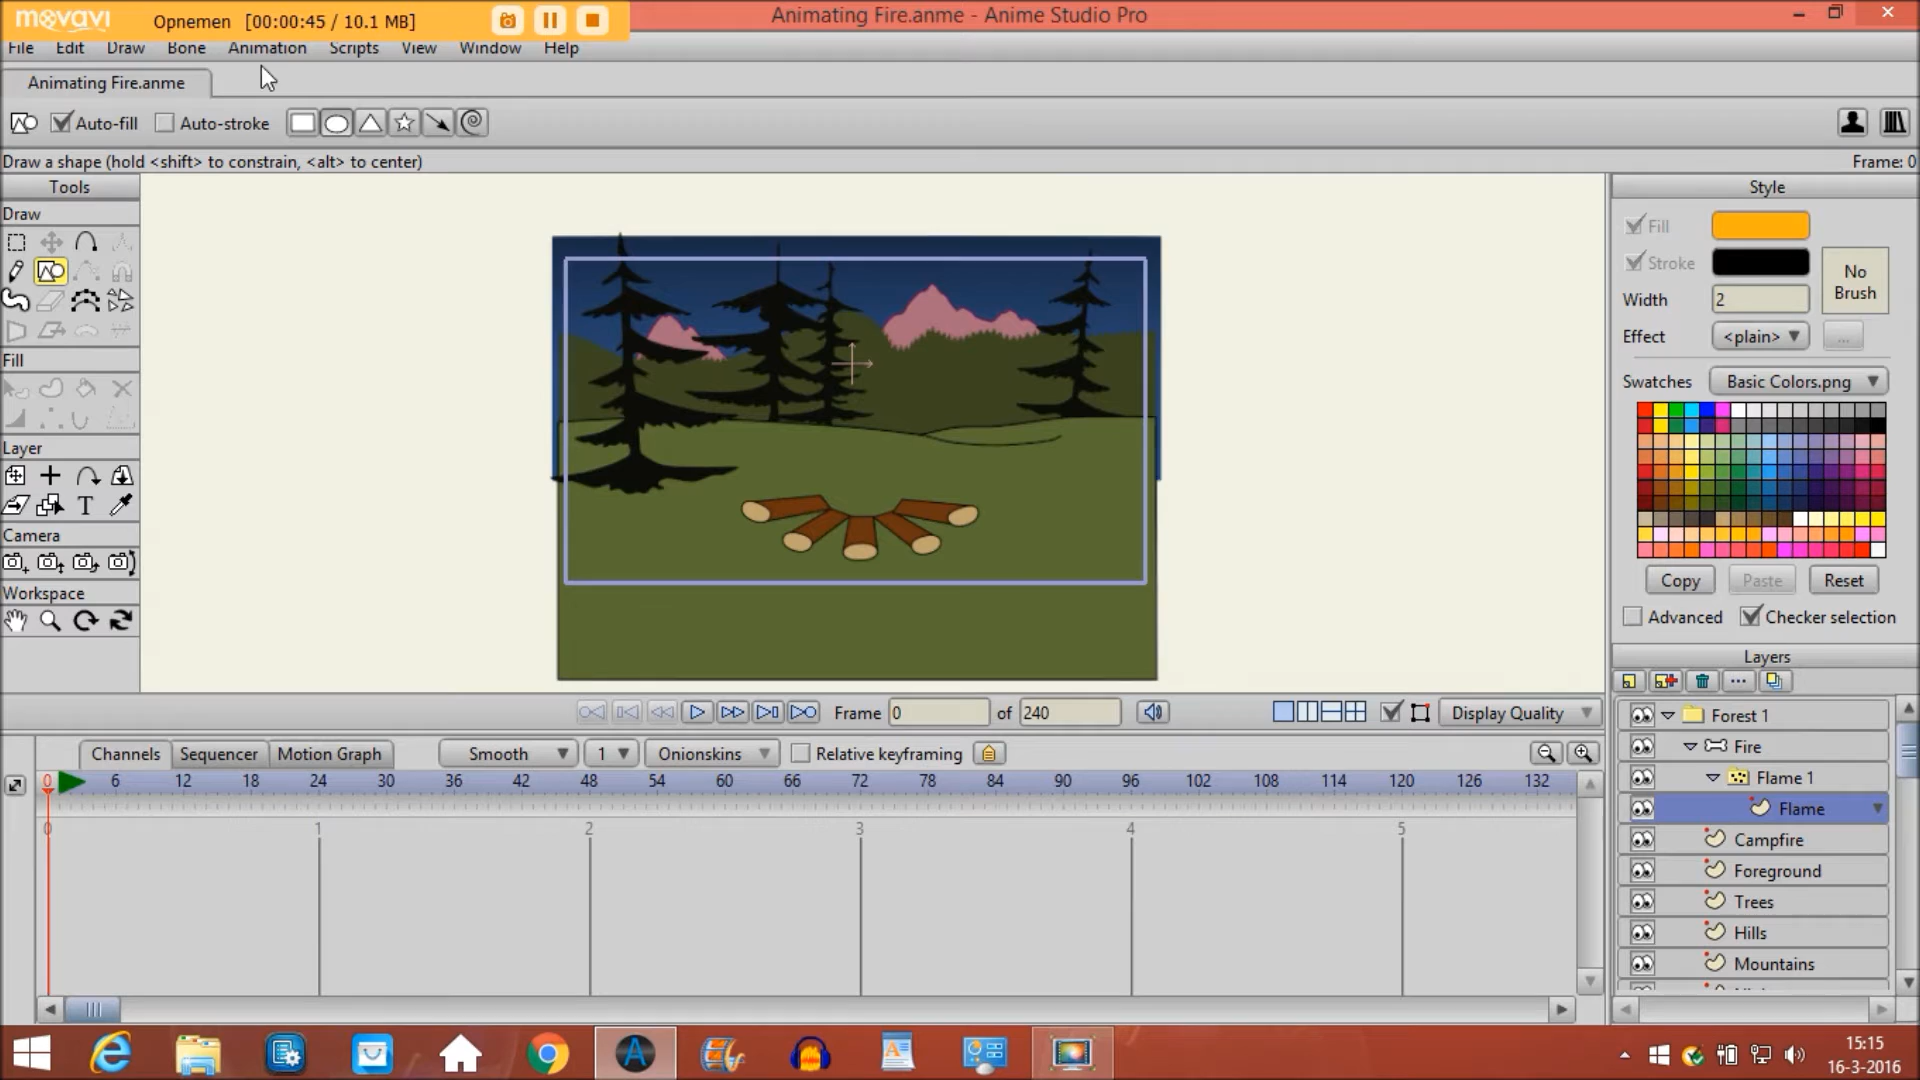 movavi Opnemen [00:00:45 / 10.1 MB]
Animating Fire.anme - Anime Studio Pro
File Edit Draw Bone Animation Scripts View Window Help
Animating Fire.anme
Auto-fill Auto-stroke
Draw a shape (hold <shift> to constrain, <alt> to center)
Frame: 0
Tools
Draw
Fill
Layer
T
Camera
Workspace
Style
Fill
Stroke
No
Brush
Width 2
Effect <plain> ...
Swatches Basic Colors.png
Copy Paste Reset
Advanced Checker selection
Layers
Forest 1
Fire
Flame 1
Flame
Campfire
Foreground
Trees
Hills
Mountains
Frame 0 of 240
Display Quality
Channels Sequencer Motion Graph Smooth 1 Onionskins Relative keyframing
0 6 12 18 24 30 36 42 48 54 60 66 72 78 84 90 96 102 108 114 120 126 132
0 1 2 3 4 5
15:15
16-3-2016